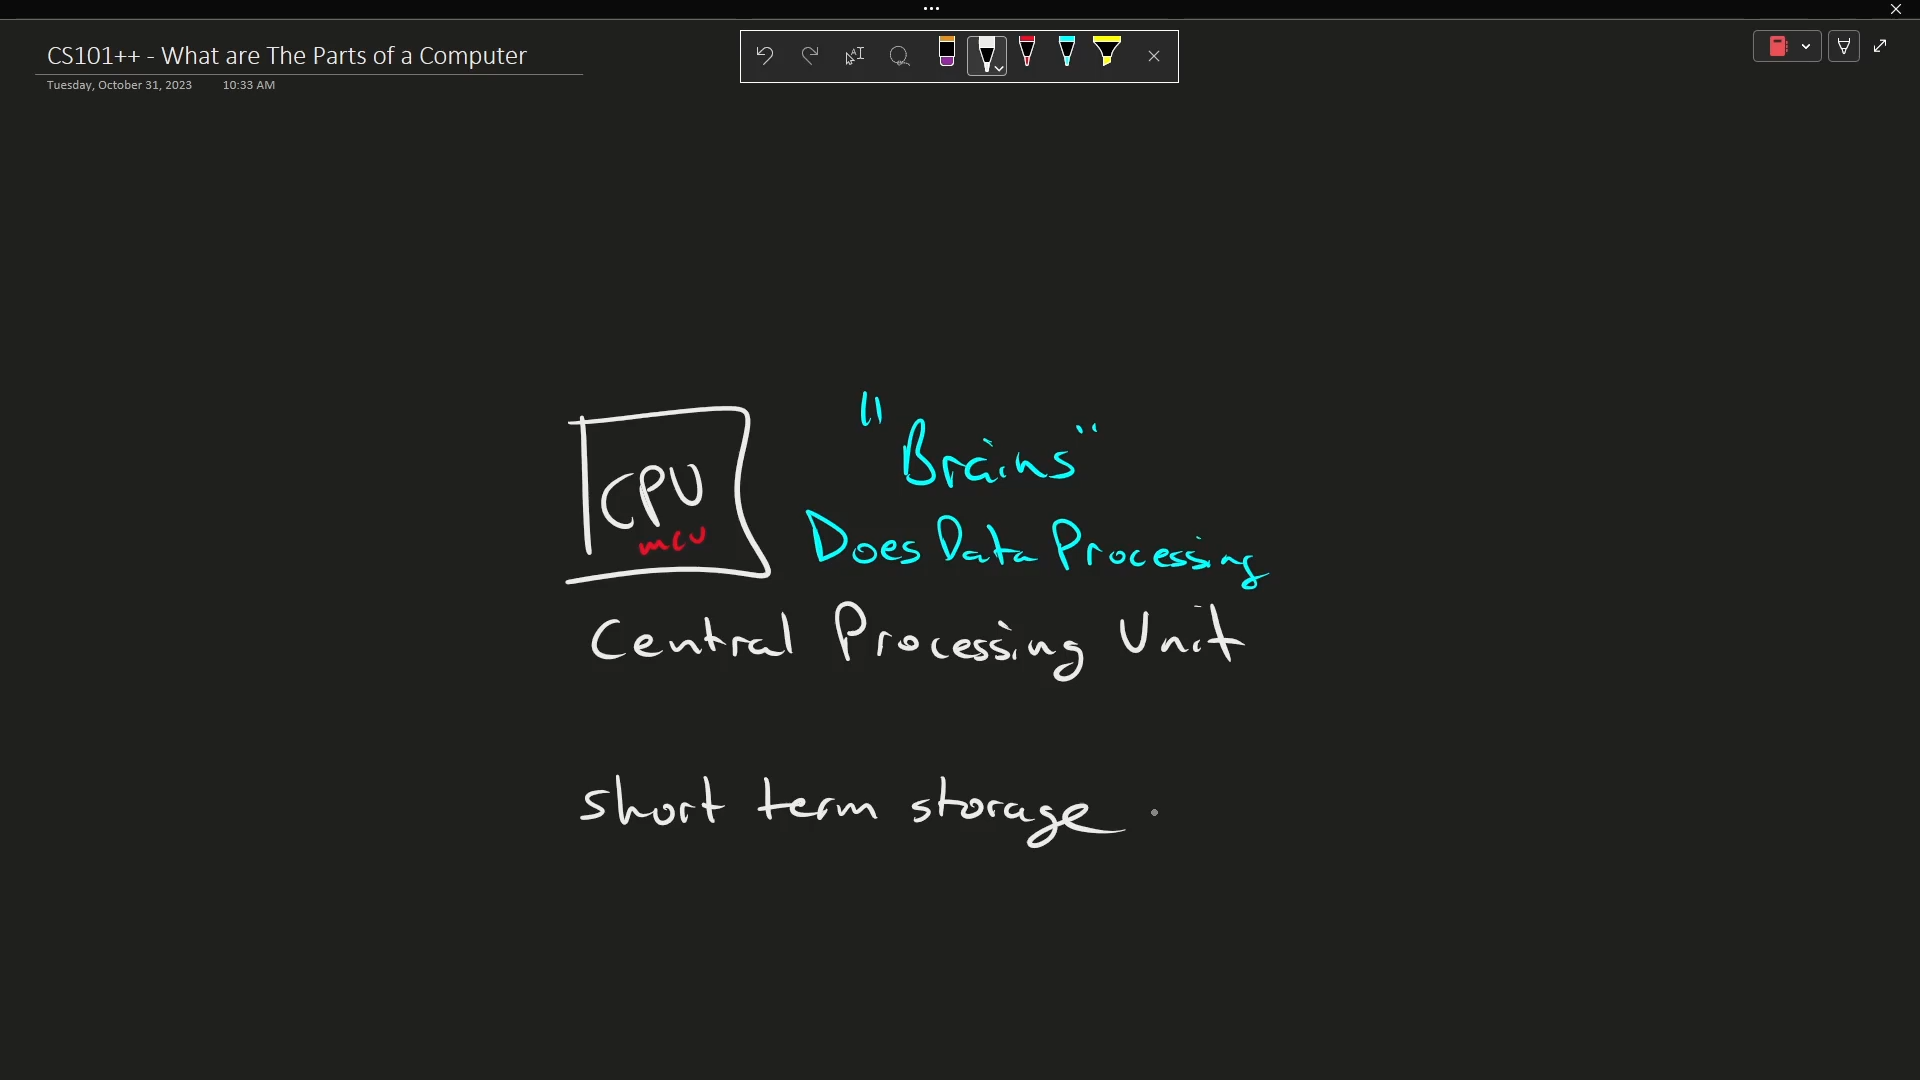 CS101++ - What are The Parts of a Computer
Tuesday, October 31, 2023 10:33 AM
"Brains"
CPU
mcu
Does Data Processing
Central Processing Unit
short term storage